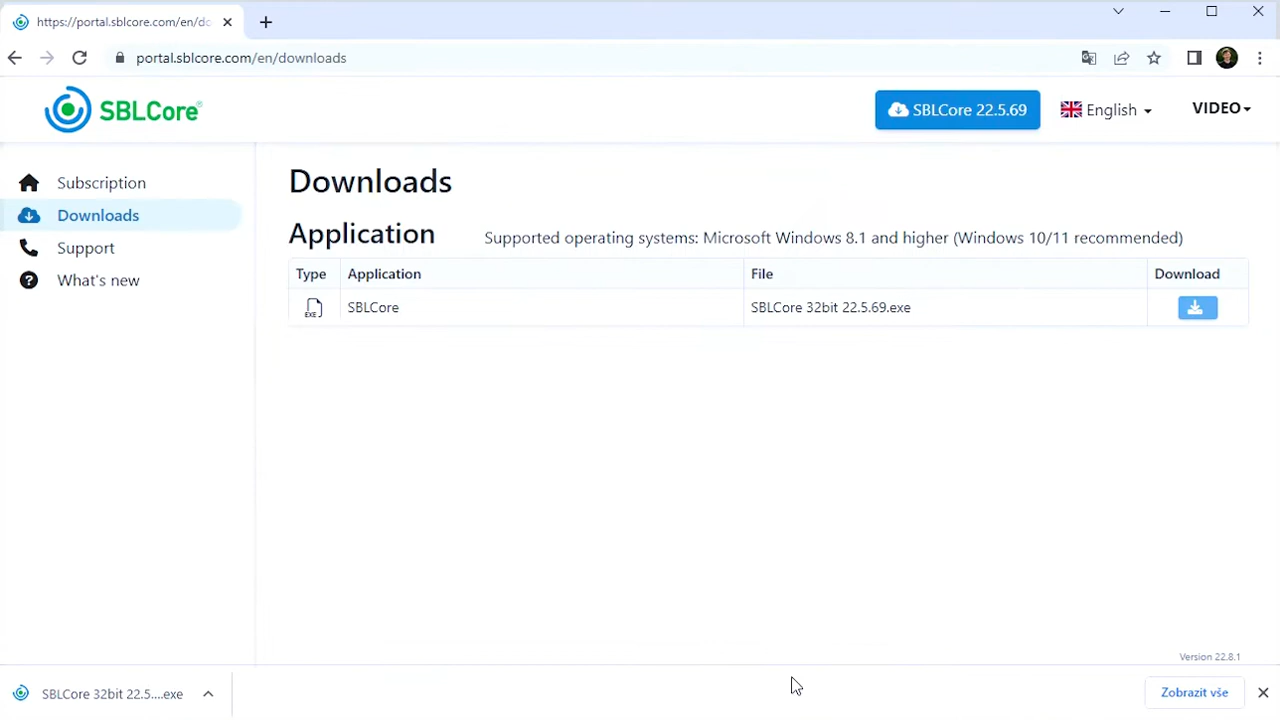 https://portal.sblcore.com/en/do
portal.sblcore.com/en/downloads
SBLCore®
SBLCore 22.5.69
English
VIDEO
Subscription
Downloads
Support
What's new
Downloads
Application
Supported operating systems: Microsoft Windows 8.1 and higher (Windows 10/11 recommended)
Type Application File Download
EXE SBLCore SBLCore 32bit 22.5.69.exe
Version 22.8.1
SBLCore 32bit 22.5....exe
Zobrazit vše